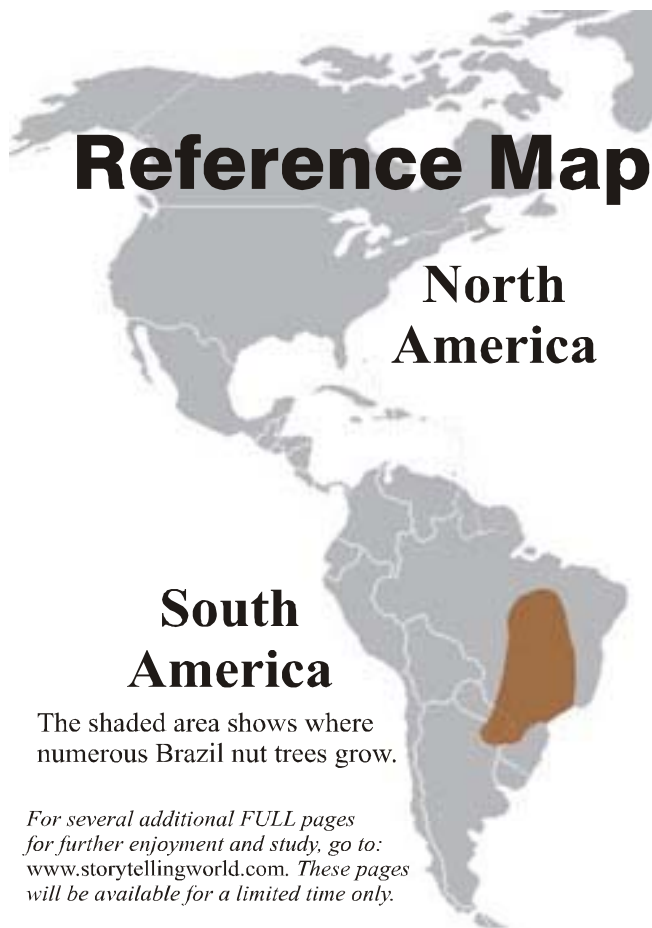 Reference Map
North
America
South
America
The shaded area shows where
numerous Brazil nut trees grow.
For several additional FULL pages
for further enjoyment and study, go to:
www.storytellingworld.com. These pages
will be available for a limited time only.